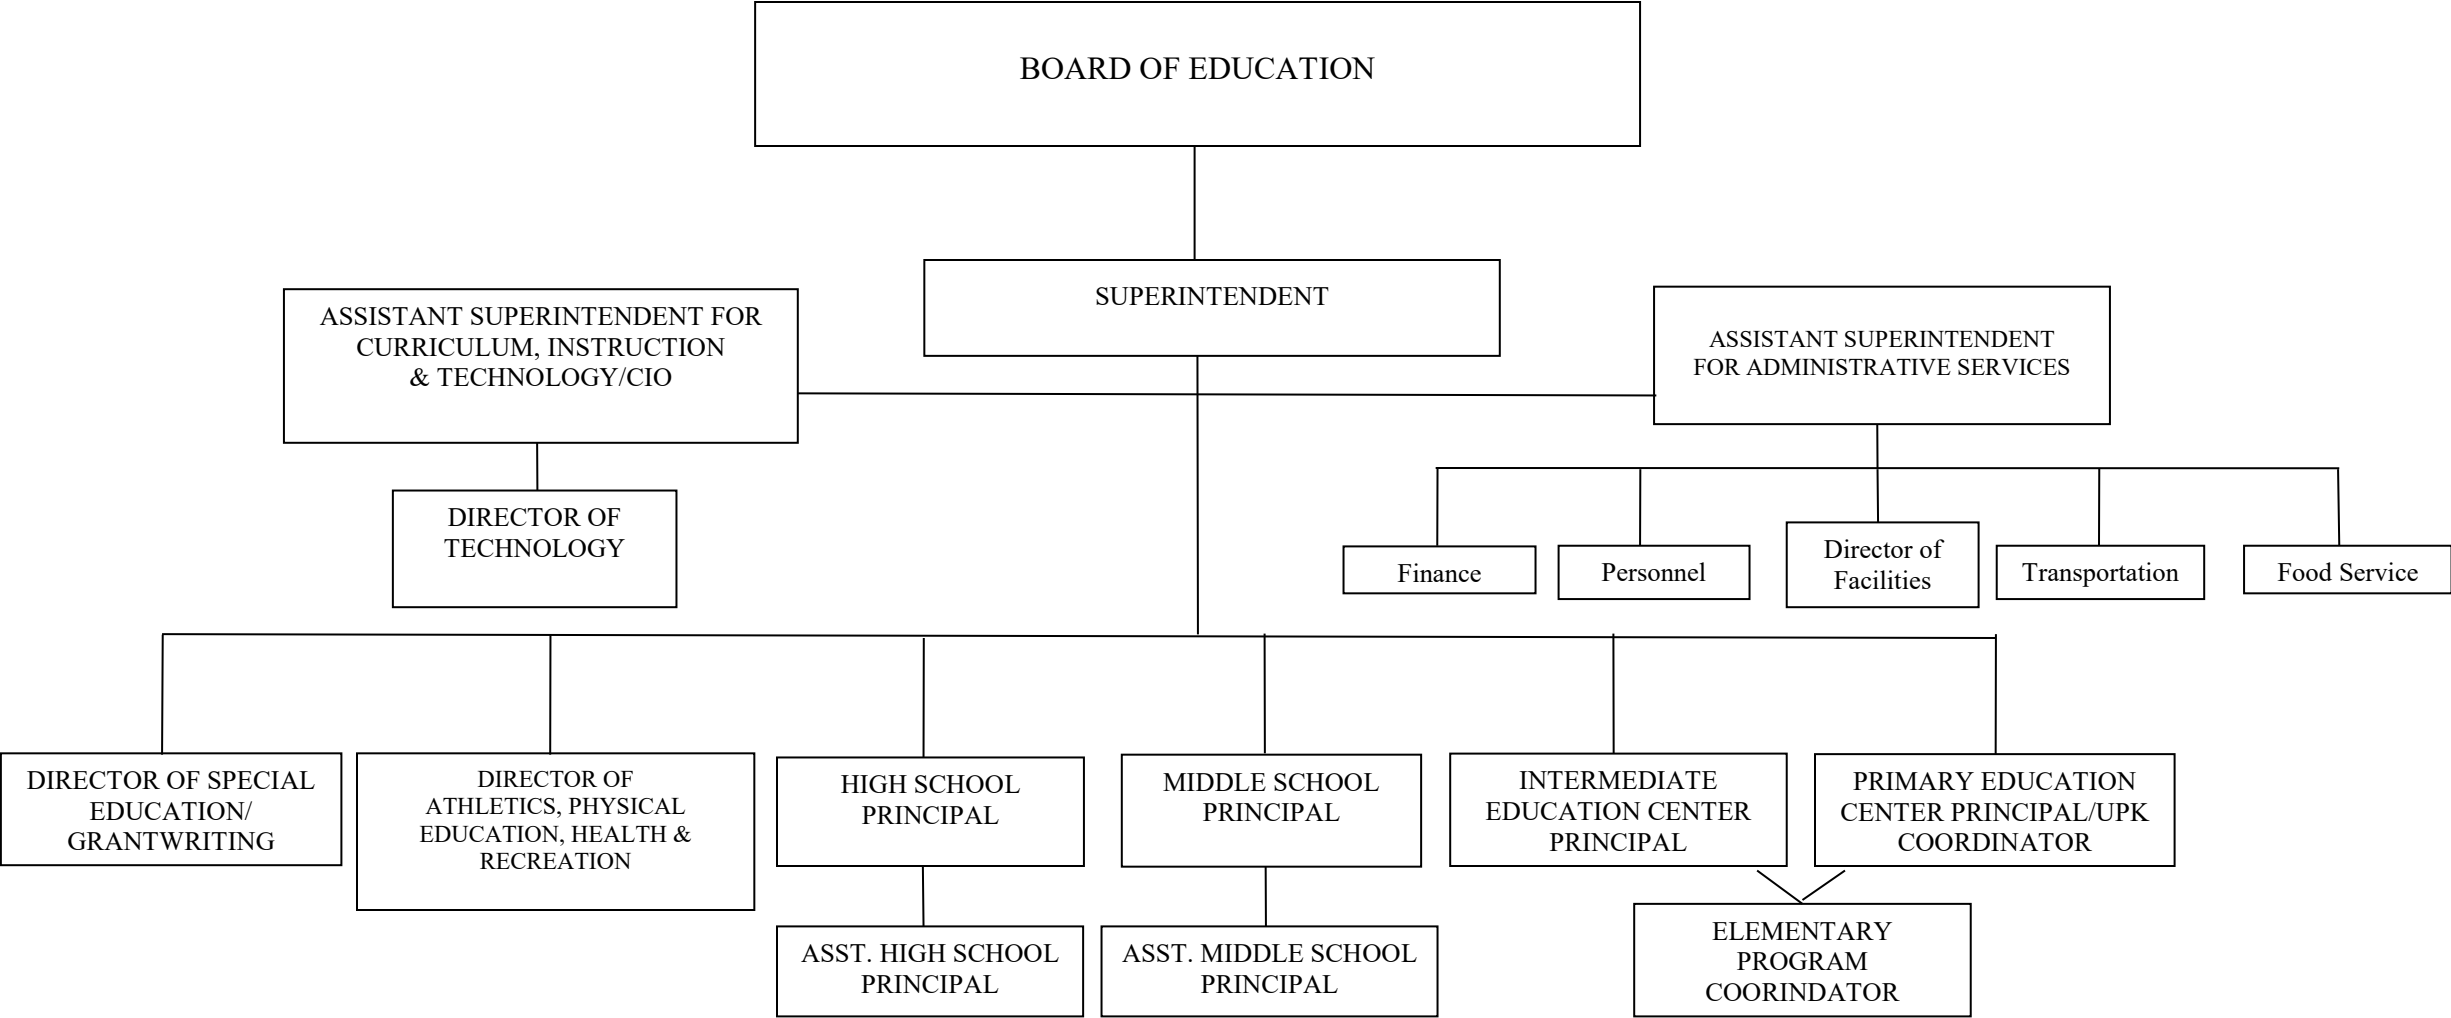 BOARD OF EDUCATION
SUPERINTENDENT
ASSISTANT SUPERINTENDENT FOR
CURRICULUM, INSTRUCTION
& TECHNOLOGY/CIO
ASSISTANT SUPERINTENDENT
FOR ADMINISTRATIVE SERVICES
DIRECTOR OF
TECHNOLOGY
Finance
Personnel
Director of
Facilities
Transportation
Food Service
DIRECTOR OF SPECIAL
EDUCATION/
GRANTWRITING
DIRECTOR OF
ATHLETICS, PHYSICAL
EDUCATION, HEALTH &
RECREATION
HIGH SCHOOL
PRINCIPAL
MIDDLE SCHOOL
PRINCIPAL
INTERMEDIATE
EDUCATION CENTER
PRINCIPAL
PRIMARY EDUCATION
CENTER PRINCIPAL/UPK
COORDINATOR
ASST. HIGH SCHOOL
PRINCIPAL
ASST. MIDDLE SCHOOL
PRINCIPAL
ELEMENTARY
PROGRAM
COORINDATOR